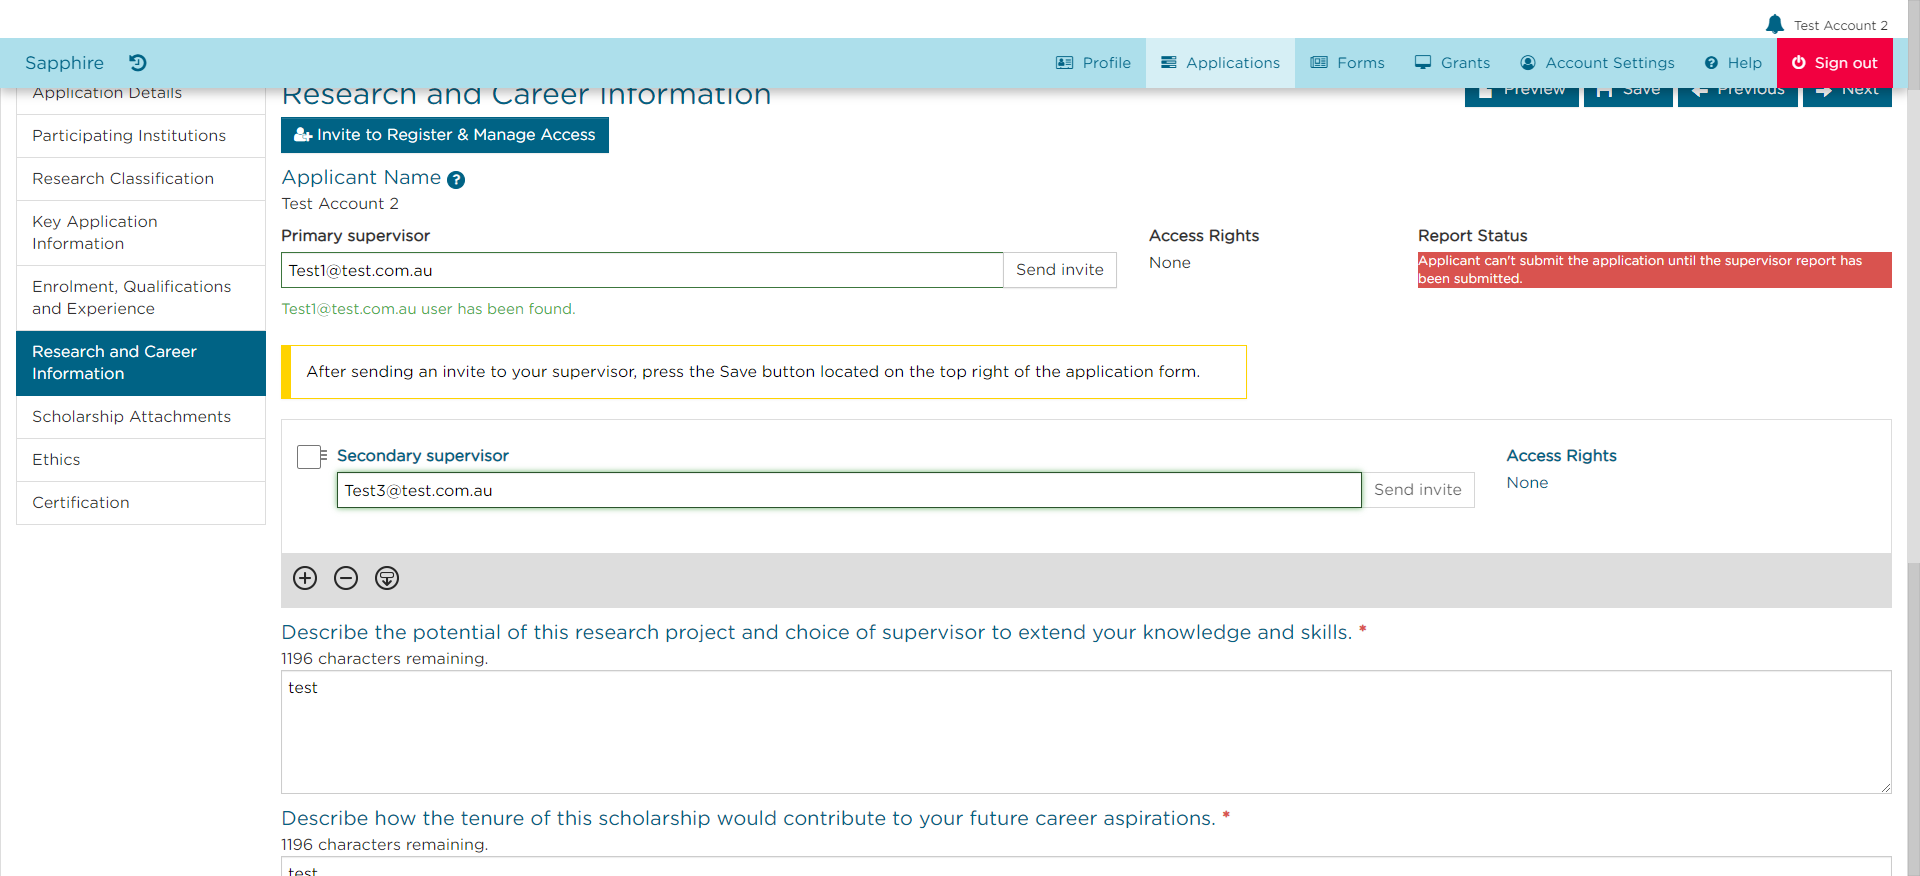 Test Account 2
Sapphire
Profile
Applications
Forms
Grants
Account Settings
Help
Sign out
Application Details
Participating Institutions
Research Classification
Key Application
Information
Enrolment, Qualifications
and Experience
Research and Career
Information
Scholarship Attachments
Ethics
Certification
Research and Career Information
Preview
Save
Previous
Next
Invite to Register & Manage Access
Applicant Name
Test Account 2
Primary supervisor
Test1@test.com.au
Send invite
Test1@test.com.au user has been found.
Access Rights
None
Report Status
Applicant can't submit the application until the supervisor report has
been submitted.
After sending an invite to your supervisor, press the Save button located on the top right of the application form.
Secondary supervisor
Test3@test.com.au
Send invite
Access Rights
None
Describe the potential of this research project and choice of supervisor to extend your knowledge and skills. *
1196 characters remaining.
test
Describe how the tenure of this scholarship would contribute to your future career aspirations. *
1196 characters remaining.
test